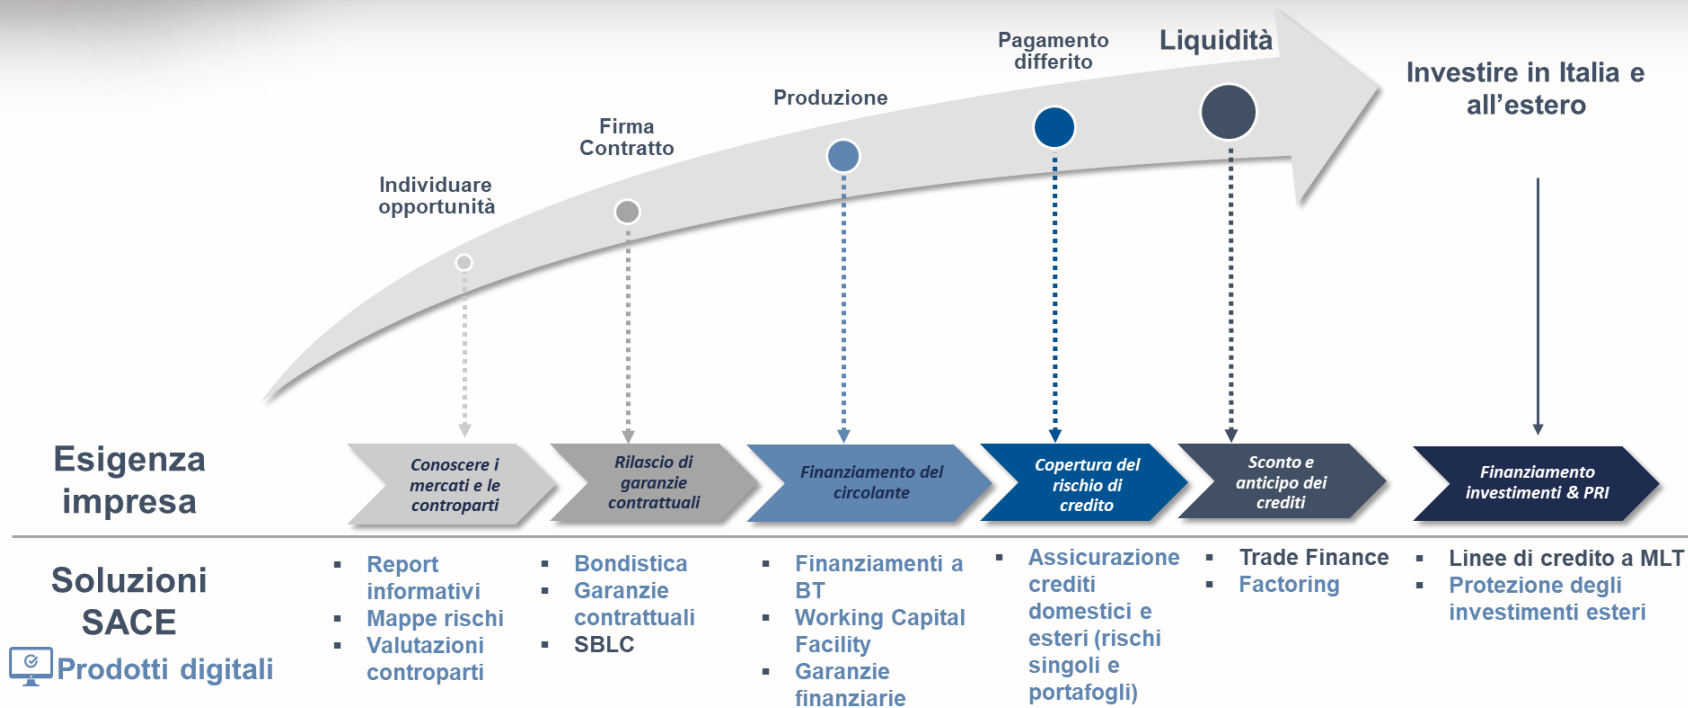 Individuare
opportunità
Firma
Contratto
Produzione
Pagamento
differito
Liquidità
Investire in Italia e
all’estero
Esigenza
impresa
Conoscere i
mercati e le
controparti
Rilascio di
garanzie
contrattuali
Finanziamento del
circolante
Copertura del
rischio di
credito
Sconto e
anticipo dei
crediti
Finanziamento
investimenti & PRI
Soluzioni
SACE
Prodotti digitali
▪ Report
informativi
▪ Mappe rischi
▪ Valutazioni
controparti
▪ Bondistica
▪ Garanzie
contrattuali
▪ SBLC
▪ Finanziamenti a
BT
▪ Working Capital
Facility
▪ Garanzie
finanziarie
▪ Assicurazione
crediti
domestici e
esteri (rischi
singoli e
portafogli)
▪ Trade Finance
▪ Factoring
▪ Linee di credito a MLT
▪ Protezione degli
investimenti esteri